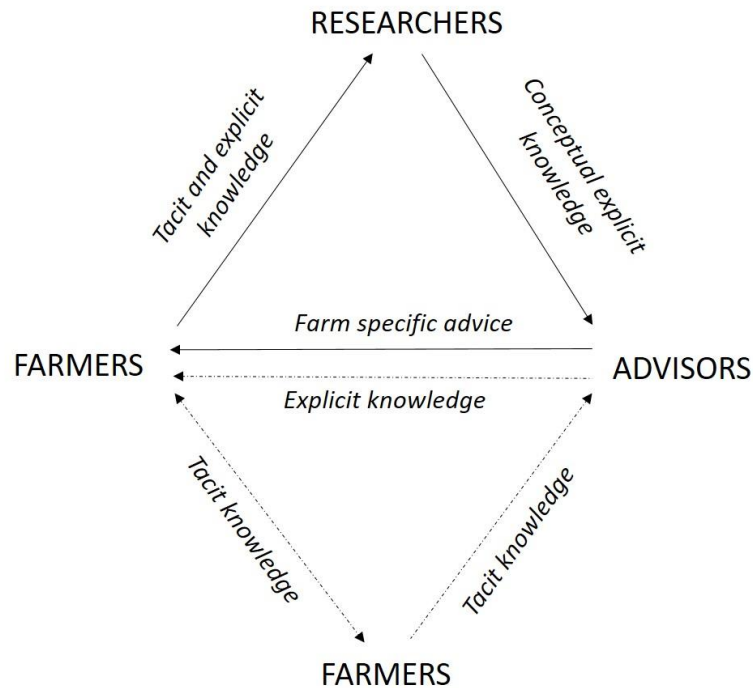 RESEARCHERS
Tacit and explicit
knowledge
Conceptual explicit
knowledge
Farm specific advice
FARMERS
ADVISORS
Explicit knowledge
Tacit knowledge
Tacit knowledge
FARMERS